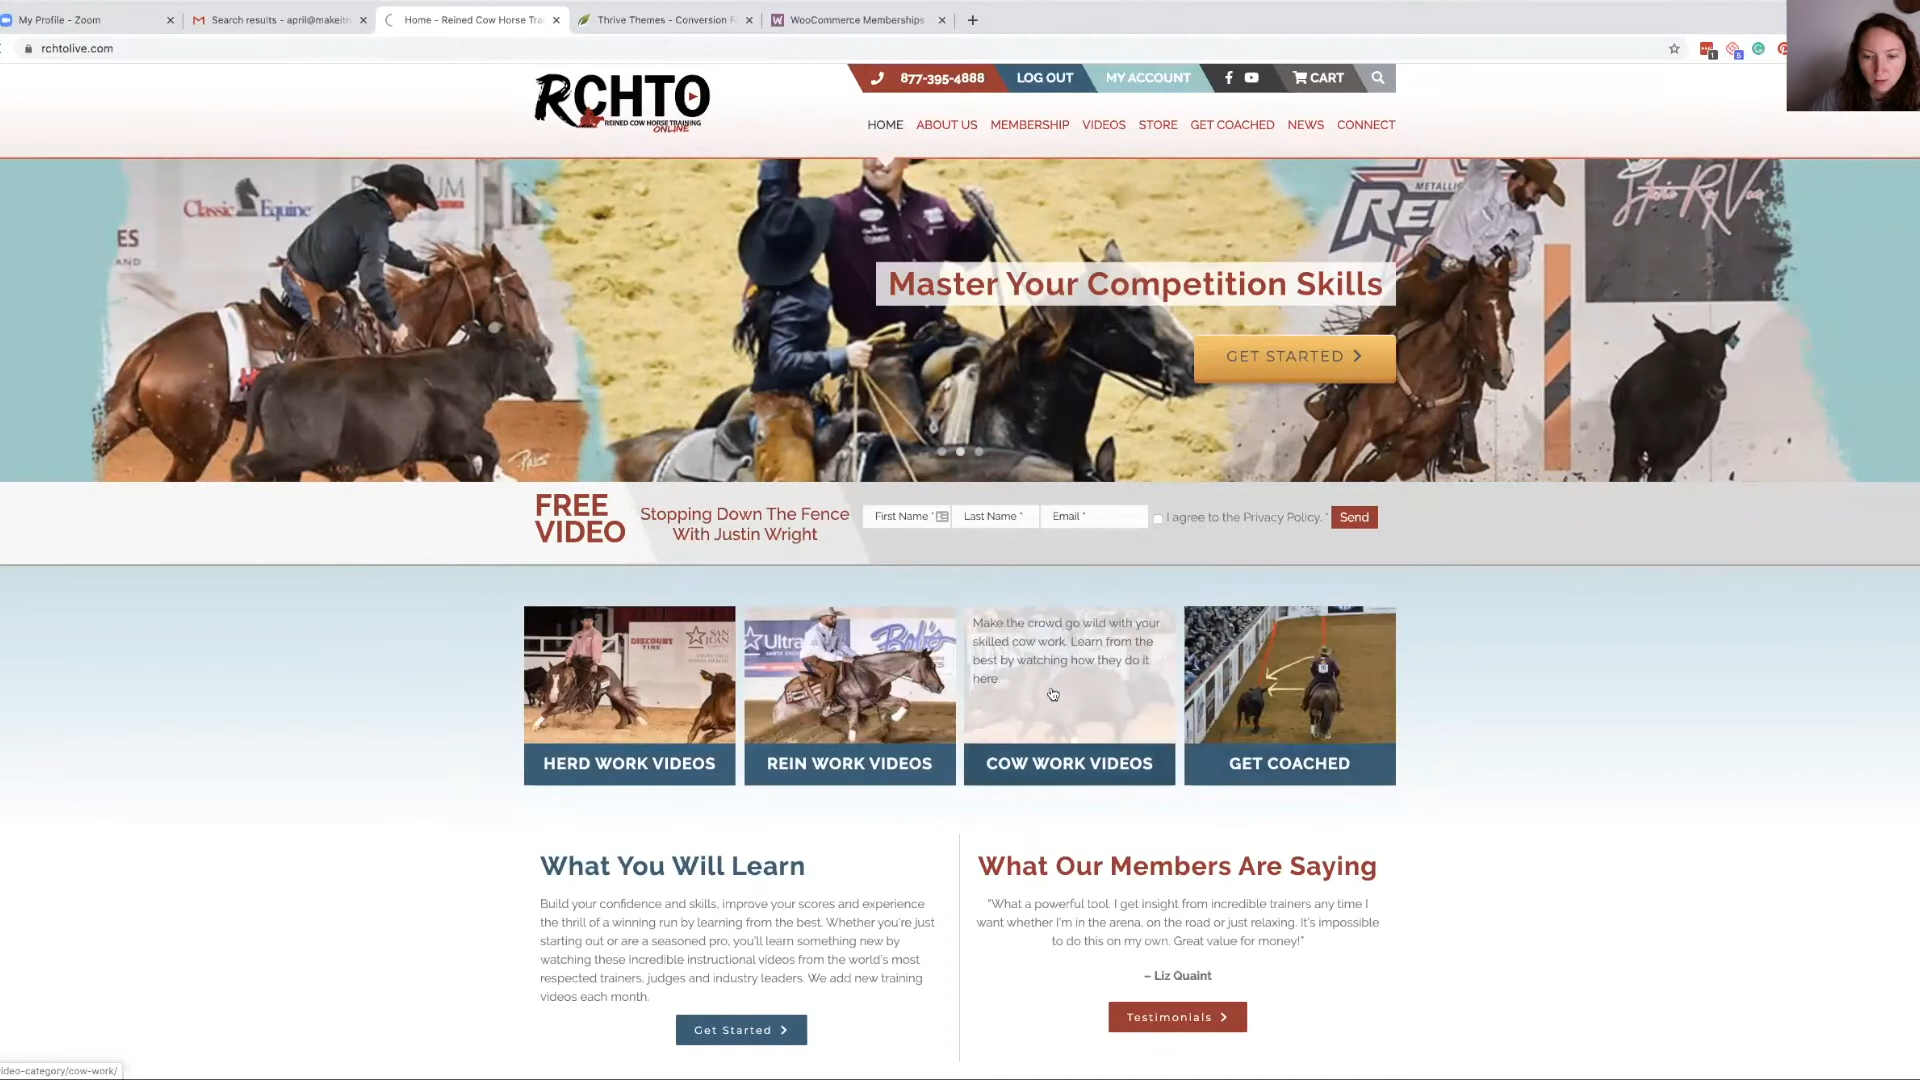 My Profile - Zoom
Search results - april@makeitre
Home - Reined Cow Horse Trai
Thrive Themes - Conversion F
WooCommerce Memberships
rchtolive.com
877-395-4888
LOG OUT
MY ACCOUNT
CART
RCHTO
REINED COW HORSE TRAINING
ONLINE
HOME
ABOUT US
MEMBERSHIP
VIDEOS
STORE
GET COACHED
NEWS
CONNECT
Classic Equine
Master Your Competition Skills
GET STARTED
FREE
VIDEO
Stopping Down The Fence
With Justin Wright
First Name *
Last Name *
Email *
I agree to the Privacy Policy. *
Send
DISCOUNT
TIRE
SAN JUAN
Ultra
Bob's
Make the crowd go wild with your
skilled cow work. Learn from the
best by watching how they do it
here.
HERD WORK VIDEOS
REIN WORK VIDEOS
COW WORK VIDEOS
GET COACHED
What You Will Learn
Build your confidence and skills, improve your scores and experience
the thrill of a winning run by learning from the best. Whether you're just
starting out or are a seasoned pro, you'll learn something new by
watching these incredible instructional videos from the world's most
respected trainers, judges and industry leaders. We add new training
videos each month.
Get Started
What Our Members Are Saying
"What a powerful tool. I get insight from incredible trainers any time I
want whether I'm in the arena, on the road or just relaxing. It's impossible
to do this on my own. Great value for money!"
– Liz Quaint
Testimonials
ideo-category/cow-work/